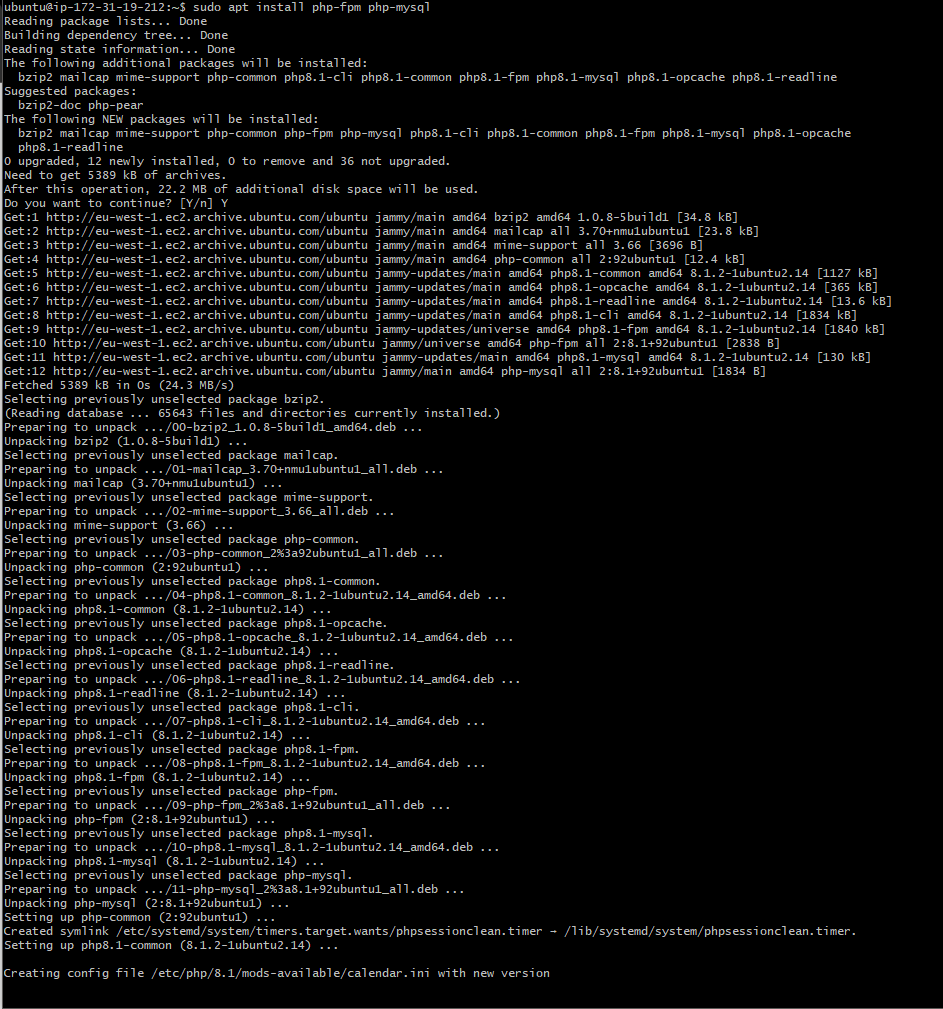 ubuntu@ip-172-31-19-212:~$ sudo apt install php-fpm php-mysql
Reading package lists... Done
Building dependency tree... Done
Reading state information... Done
The following additional packages will be installed:
  bzip2 mailcap mime-support php-common php8.1-cli php8.1-common php8.1-fpm php8.1-mysql php8.1-opcache php8.1-readline
Suggested packages:
  bzip2-doc php-pear
The following NEW packages will be installed:
  bzip2 mailcap mime-support php-common php-fpm php-mysql php8.1-cli php8.1-common php8.1-fpm php8.1-mysql php8.1-opcache
  php8.1-readline
0 upgraded, 12 newly installed, 0 to remove and 36 not upgraded.
Need to get 5389 kB of archives.
After this operation, 22.2 MB of additional disk space will be used.
Do you want to continue? [Y/n] Y
Get:1 http://eu-west-1.ec2.archive.ubuntu.com/ubuntu jammy/main amd64 bzip2 amd64 1.0.8-5build1 [34.8 kB]
Get:2 http://eu-west-1.ec2.archive.ubuntu.com/ubuntu jammy/main amd64 mailcap all 3.70+nmu1ubuntu1 [23.8 kB]
Get:3 http://eu-west-1.ec2.archive.ubuntu.com/ubuntu jammy/main amd64 mime-support all 3.66 [3696 B]
Get:4 http://eu-west-1.ec2.archive.ubuntu.com/ubuntu jammy/main amd64 php-common all 2:92ubuntu1 [12.4 kB]
Get:5 http://eu-west-1.ec2.archive.ubuntu.com/ubuntu jammy-updates/main amd64 php8.1-common amd64 8.1.2-1ubuntu2.14 [1127 kB]
Get:6 http://eu-west-1.ec2.archive.ubuntu.com/ubuntu jammy-updates/main amd64 php8.1-opcache amd64 8.1.2-1ubuntu2.14 [365 kB]
Get:7 http://eu-west-1.ec2.archive.ubuntu.com/ubuntu jammy-updates/main amd64 php8.1-readline amd64 8.1.2-1ubuntu2.14 [13.6 kB]
Get:8 http://eu-west-1.ec2.archive.ubuntu.com/ubuntu jammy-updates/main amd64 php8.1-cli amd64 8.1.2-1ubuntu2.14 [1834 kB]
Get:9 http://eu-west-1.ec2.archive.ubuntu.com/ubuntu jammy-updates/universe amd64 php8.1-fpm amd64 8.1.2-1ubuntu2.14 [1840 kB]
Get:10 http://eu-west-1.ec2.archive.ubuntu.com/ubuntu jammy/universe amd64 php-fpm all 2:8.1+92ubuntu1 [2838 B]
Get:11 http://eu-west-1.ec2.archive.ubuntu.com/ubuntu jammy-updates/main amd64 php8.1-mysql amd64 8.1.2-1ubuntu2.14 [130 kB]
Get:12 http://eu-west-1.ec2.archive.ubuntu.com/ubuntu jammy/main amd64 php-mysql all 2:8.1+92ubuntu1 [1834 B]
Fetched 5389 kB in 0s (24.3 MB/s)
Selecting previously unselected package bzip2.
(Reading database ... 65643 files and directories currently installed.)
Preparing to unpack .../00-bzip2_1.0.8-5build1_amd64.deb ...
Unpacking bzip2 (1.0.8-5build1) ...
Selecting previously unselected package mailcap.
Preparing to unpack .../01-mailcap_3.70+nmu1ubuntu1_all.deb ...
Unpacking mailcap (3.70+nmu1ubuntu1) ...
Selecting previously unselected package mime-support.
Preparing to unpack .../02-mime-support_3.66_all.deb ...
Unpacking mime-support (3.66) ...
Selecting previously unselected package php-common.
Preparing to unpack .../03-php-common_2%3a92ubuntu1_all.deb ...
Unpacking php-common (2:92ubuntu1) ...
Selecting previously unselected package php8.1-common.
Preparing to unpack .../04-php8.1-common_8.1.2-1ubuntu2.14_amd64.deb ...
Unpacking php8.1-common (8.1.2-1ubuntu2.14) ...
Selecting previously unselected package php8.1-opcache.
Preparing to unpack .../05-php8.1-opcache_8.1.2-1ubuntu2.14_amd64.deb ...
Unpacking php8.1-opcache (8.1.2-1ubuntu2.14) ...
Selecting previously unselected package php8.1-readline.
Preparing to unpack .../06-php8.1-readline_8.1.2-1ubuntu2.14_amd64.deb ...
Unpacking php8.1-readline (8.1.2-1ubuntu2.14) ...
Selecting previously unselected package php8.1-cli.
Preparing to unpack .../07-php8.1-cli_8.1.2-1ubuntu2.14_amd64.deb ...
Unpacking php8.1-cli (8.1.2-1ubuntu2.14) ...
Selecting previously unselected package php8.1-fpm.
Preparing to unpack .../08-php8.1-fpm_8.1.2-1ubuntu2.14_amd64.deb ...
Unpacking php8.1-fpm (8.1.2-1ubuntu2.14) ...
Selecting previously unselected package php-fpm.
Preparing to unpack .../09-php-fpm_2%3a8.1+92ubuntu1_all.deb ...
Unpacking php-fpm (2:8.1+92ubuntu1) ...
Selecting previously unselected package php8.1-mysql.
Preparing to unpack .../10-php8.1-mysql_8.1.2-1ubuntu2.14_amd64.deb ...
Unpacking php8.1-mysql (8.1.2-1ubuntu2.14) ...
Selecting previously unselected package php-mysql.
Preparing to unpack .../11-php-mysql_2%3a8.1+92ubuntu1_all.deb ...
Unpacking php-mysql (2:8.1+92ubuntu1) ...
Setting up php-common (2:92ubuntu1) ...
Created symlink /etc/systemd/system/timers.target.wants/phpsessionclean.timer → /lib/systemd/system/phpsessionclean.timer.
Setting up php8.1-common (8.1.2-1ubuntu2.14) ...

Creating config file /etc/php/8.1/mods-available/calendar.ini with new version